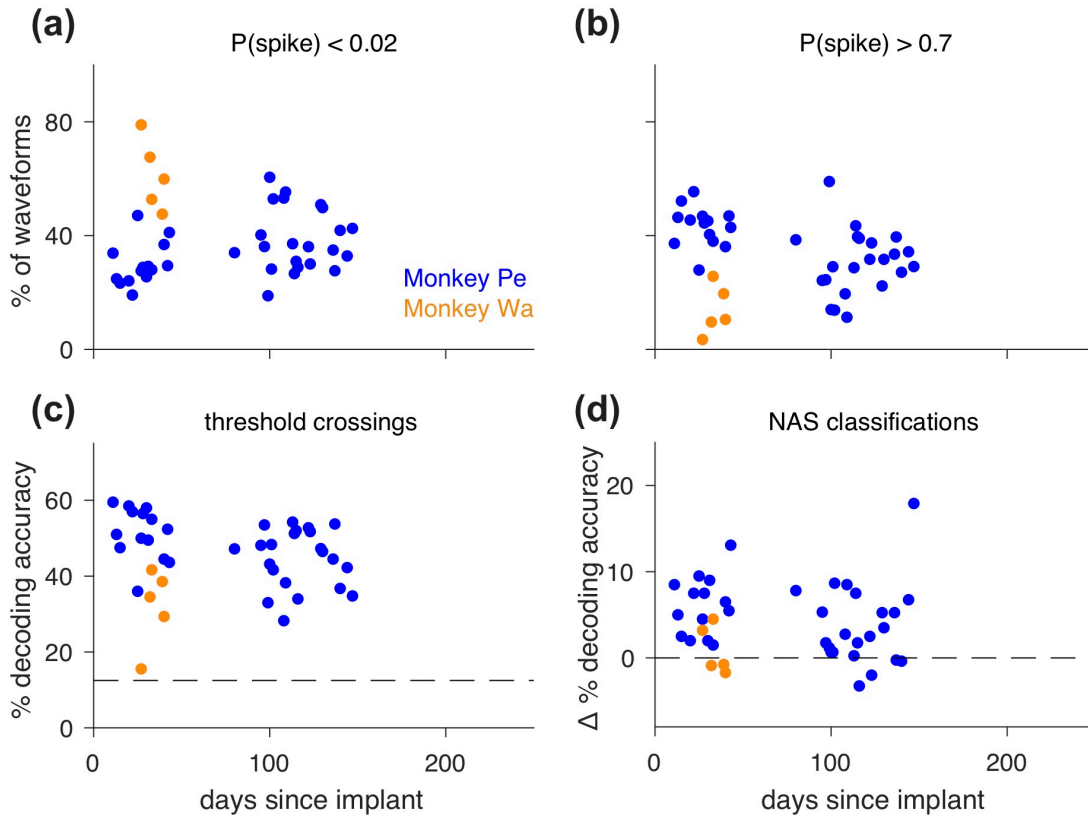 (a)
P(spike) < 0.02
% of waveforms
80
40
0
Monkey Pe
Monkey Wa
(b)
P(spike) > 0.7
(c)
threshold crossings
% decoding accuracy
60
40
20
0
0
100
200
days since implant
(d)
NAS classifications
Δ % decoding accuracy
20
10
0
0
100
200
days since implant